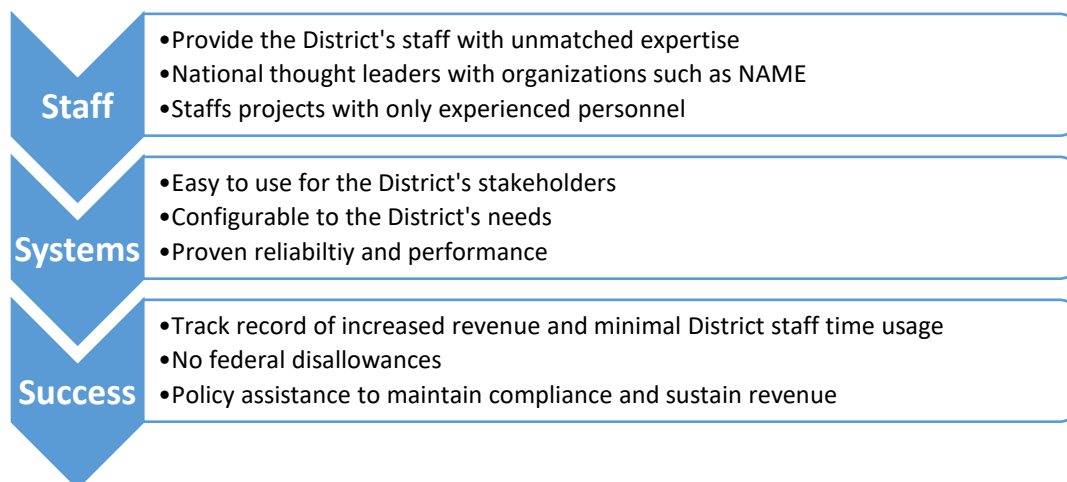 Staff
•Provide the District's staff with unmatched expertise
•National thought leaders with organizations such as NAME
•Staffs projects with only experienced personnel
Systems
•Easy to use for the District's stakeholders
•Configurable to the District's needs
•Proven reliabiltiy and performance
Success
•Track record of increased revenue and minimal District staff time usage
•No federal disallowances
•Policy assistance to maintain compliance and sustain revenue